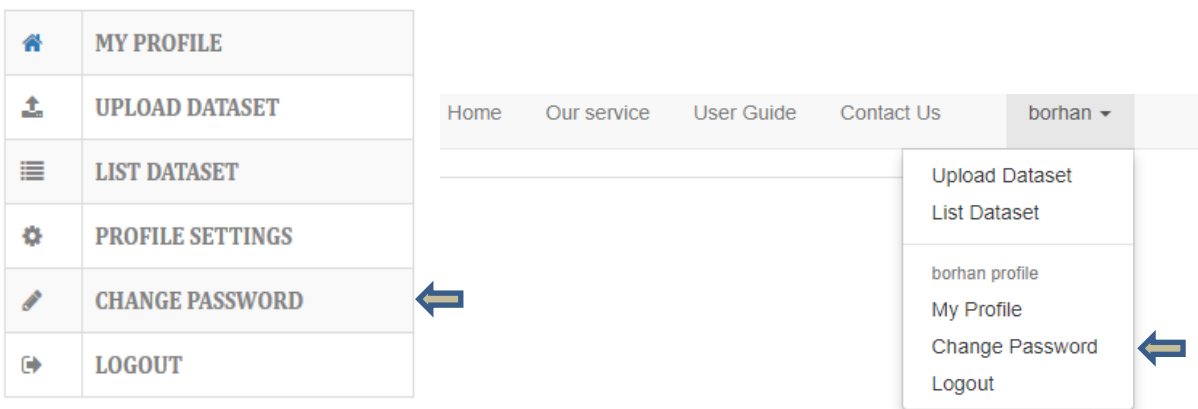 MY PROFILE
UPLOAD DATASET
LIST DATASET
PROFILE SETTINGS
CHANGE PASSWORD
LOGOUT
Home Our service User Guide Contact Us borhan
Upload Dataset
List Dataset
borhan profile
My Profile
Change Password
Logout